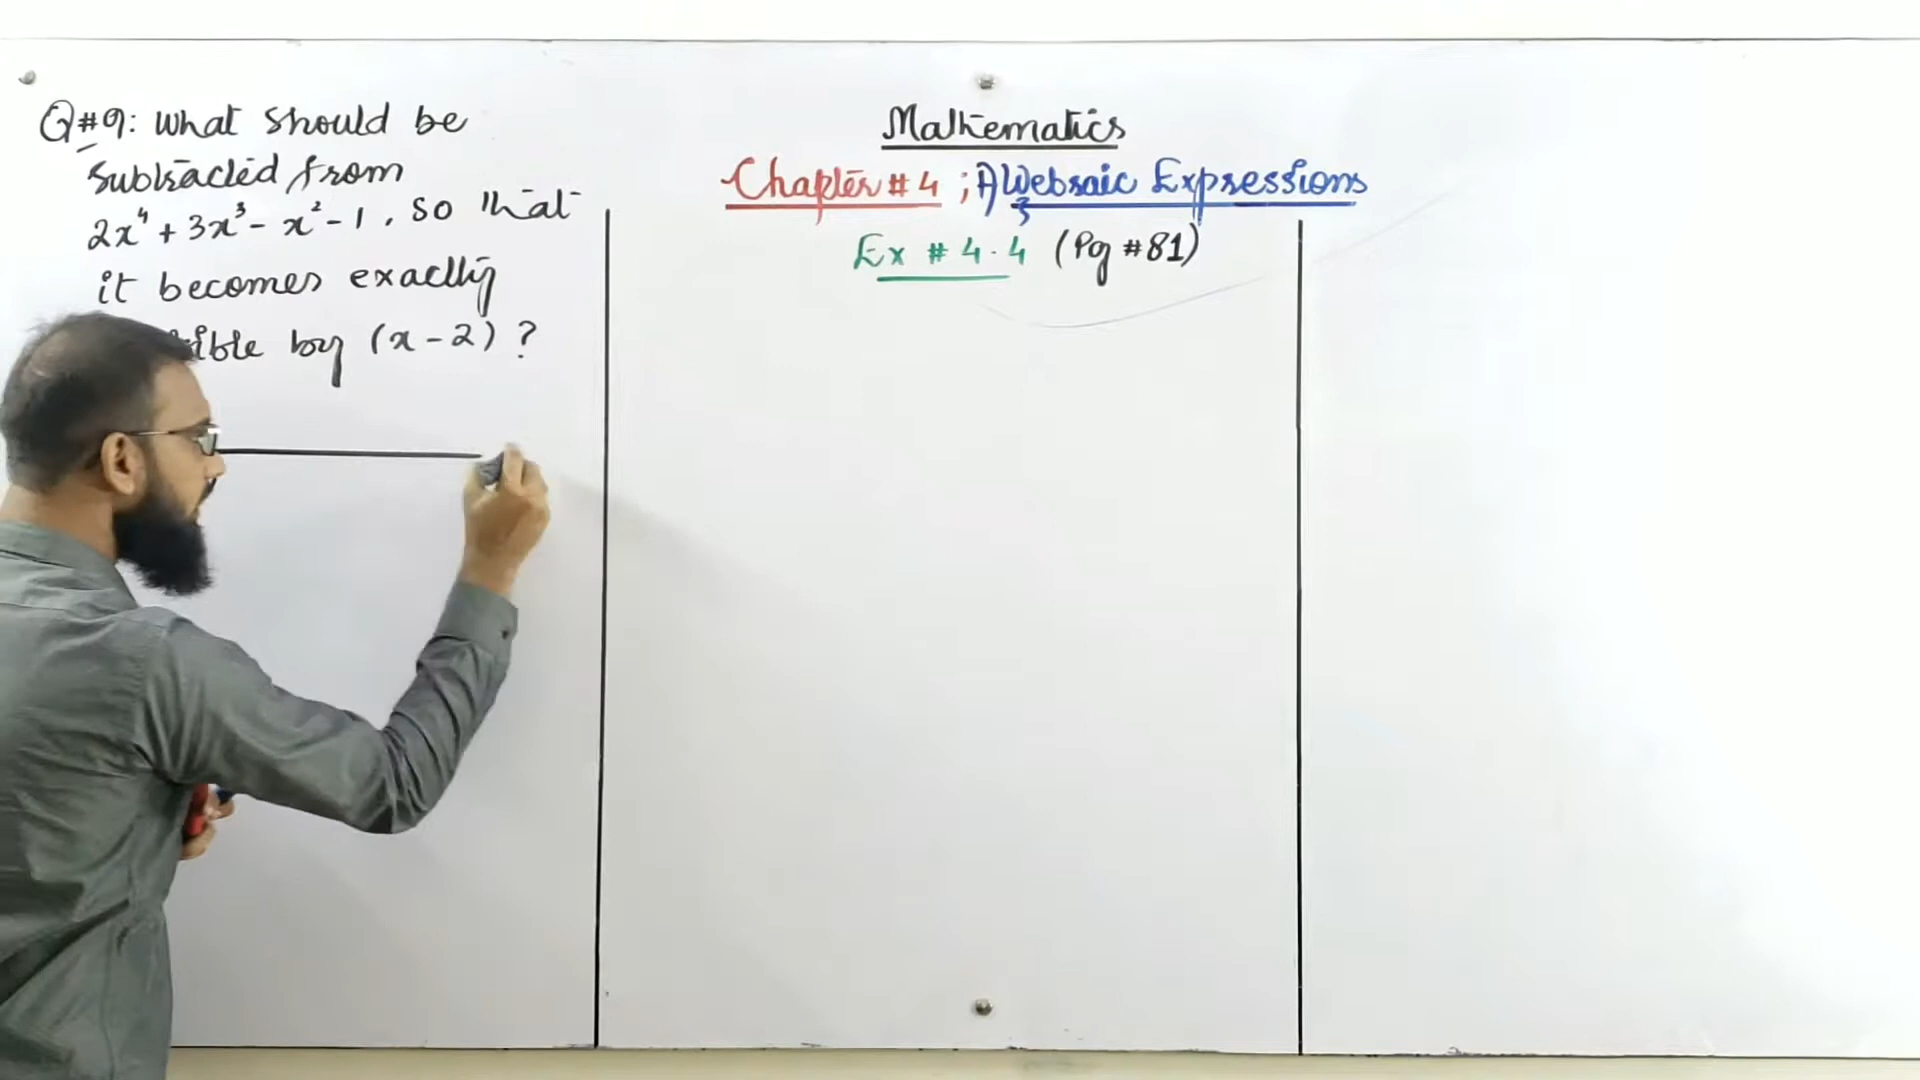 Q#9: What should be
subtracted from
2x⁴ + 3x³ - x² - 1, so that
it becomes exactly
by (x - 2) ?
Mathematics
Chapter # 4 ; Algebraic Expressions
Ex # 4.4 (Pg #81)